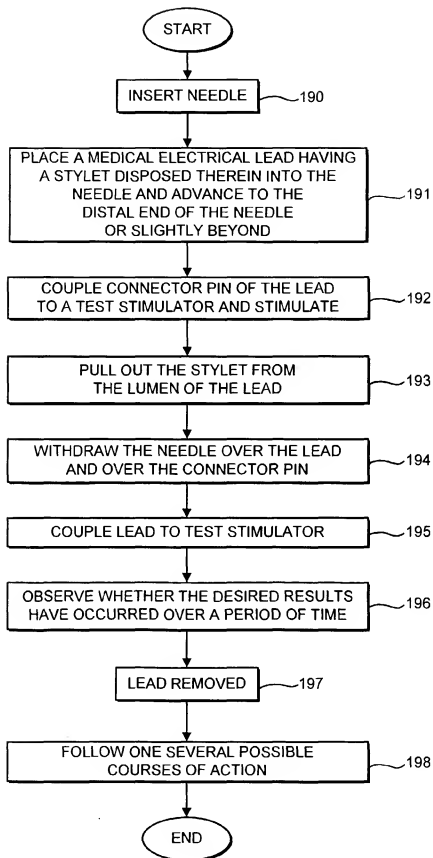 START
INSERT NEEDLE
190
PLACE A MEDICAL ELECTRICAL LEAD HAVING
A STYLET DISPOSED THEREIN INTO THE
NEEDLE AND ADVANCE TO THE
DISTAL END OF THE NEEDLE
OR SLIGHTLY BEYOND
191
COUPLE CONNECTOR PIN OF THE LEAD
TO A TEST STIMULATOR AND STIMULATE
192
PULL OUT THE STYLET FROM
THE LUMEN OF THE LEAD
193
WITHDRAW THE NEEDLE OVER THE LEAD
AND OVER THE CONNECTOR PIN
194
COUPLE LEAD TO TEST STIMULATOR
195
OBSERVE WHETHER THE DESIRED RESULTS
HAVE OCCURRED OVER A PERIOD OF TIME
196
LEAD REMOVED
197
FOLLOW ONE SEVERAL POSSIBLE
COURSES OF ACTION
198
END